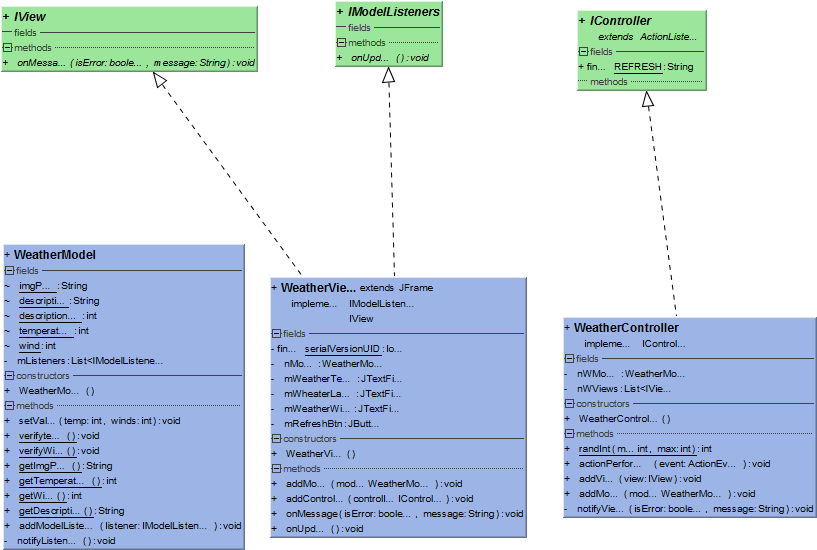 + IView
fields
methods
+ onMessa... (isError:boole... , message:String):void
+ IModelListeners
fields
methods
+ onUpd... ():void
+ IController
extends ActionListe...
fields
+ fin... REFRESH:String
methods
+ WeatherModel
fields
~ imgP... :String
~ descripti... :String
~ description... :int
~ temperat... :int
~ wind:int
- mListeners:List<IModelListene...
constructors
+ WeatherMo... ()
methods
+ setVal... (temp:int, winds:int):void
+ verifyte... ():void
+ verifyWi... ():void
+ getImgP... ():String
+ getTemperat... ():int
+ getWi... ():int
+ getDescripti... ():String
+ addModelListe... (listener:IModelListen... ):void
- notifyListen... ():void
+ WeatherVie... extends JFrame
impleme... IModelListen...
IView
fields
- fin... serialVersionUID:lo...
- nMo... :WeatherMo...
- mWeatherTe... :JTextFi...
- mWheaterLa... :JTextFi...
- mWeatherWi... :JTextFi...
- mRefreshBtn:JButt...
constructors
+ WeatherVi... ()
methods
+ addMo... (mod... WeatherMo... ):void
+ addControl... (controll... IControl... ):void
+ onMessage(isError:boole... , message:String):void
+ onUpd... ():void
+ WeatherController
impleme... IControl...
fields
- nWMo... :WeatherMo...
- nWViews:List<IVie...
constructors
+ WeatherControl... ()
methods
+ randInt(m... int, max:int):int
+ actionPerfor... (event:ActionEv... ):void
+ addVi... (view:IView):void
+ addMo... (mod... WeatherMo... ):void
- notifyVie... (isError:boole... , message:String):void